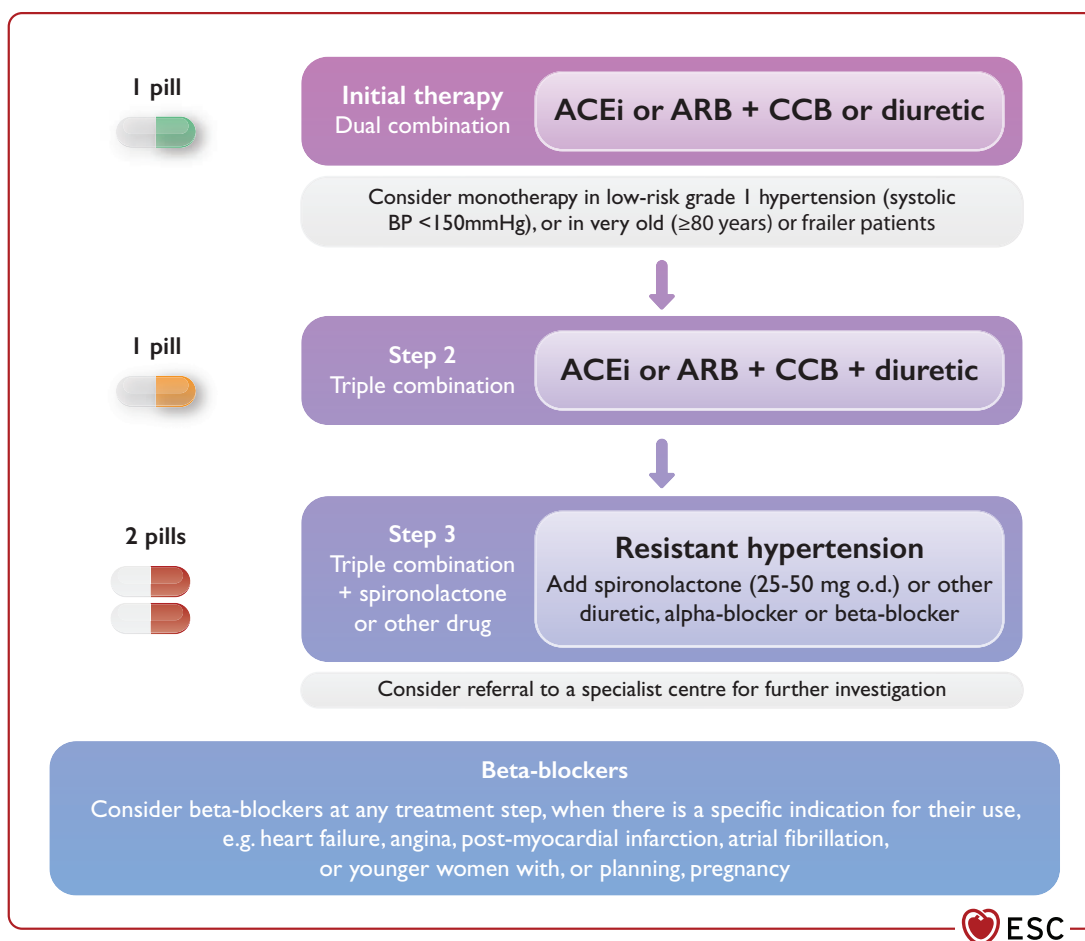 1 pill
Initial therapy
Dual combination
ACEi or ARB + CCB or diuretic
Consider monotherapy in low-risk grade 1 hypertension (systolic
BP <150mmHg), or in very old (≥80 years) or frailer patients
1 pill
Step 2
Triple combination
ACEi or ARB + CCB + diuretic
2 pills
Step 3
Triple combination
+ spironolactone
or other drug
Resistant hypertension
Add spironolactone (25-50 mg o.d.) or other
diuretic, alpha-blocker or beta-blocker
Consider referral to a specialist centre for further investigation
Beta-blockers
Consider beta-blockers at any treatment step, when there is a specific indication for their use,
e.g. heart failure, angina, post-myocardial infarction, atrial fibrillation,
or younger women with, or planning, pregnancy
ESC